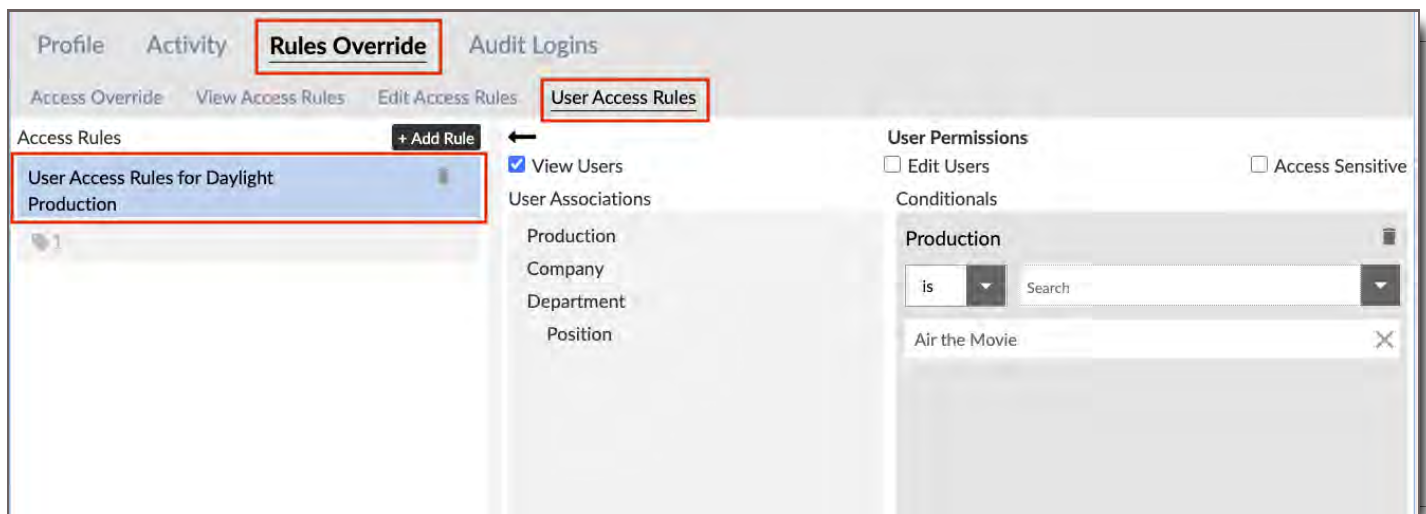 Profile Activity Rules Override Audit Logins
Access Override View Access Rules Edit Access Rules User Access Rules
Access Rules + Add Rule
User Access Rules for Daylight
Production
1
User Permissions
View Users Edit Users Access Sensitive
User Associations
Production
Company
Department
Position
Conditionals
Production
is Search
Air the Movie